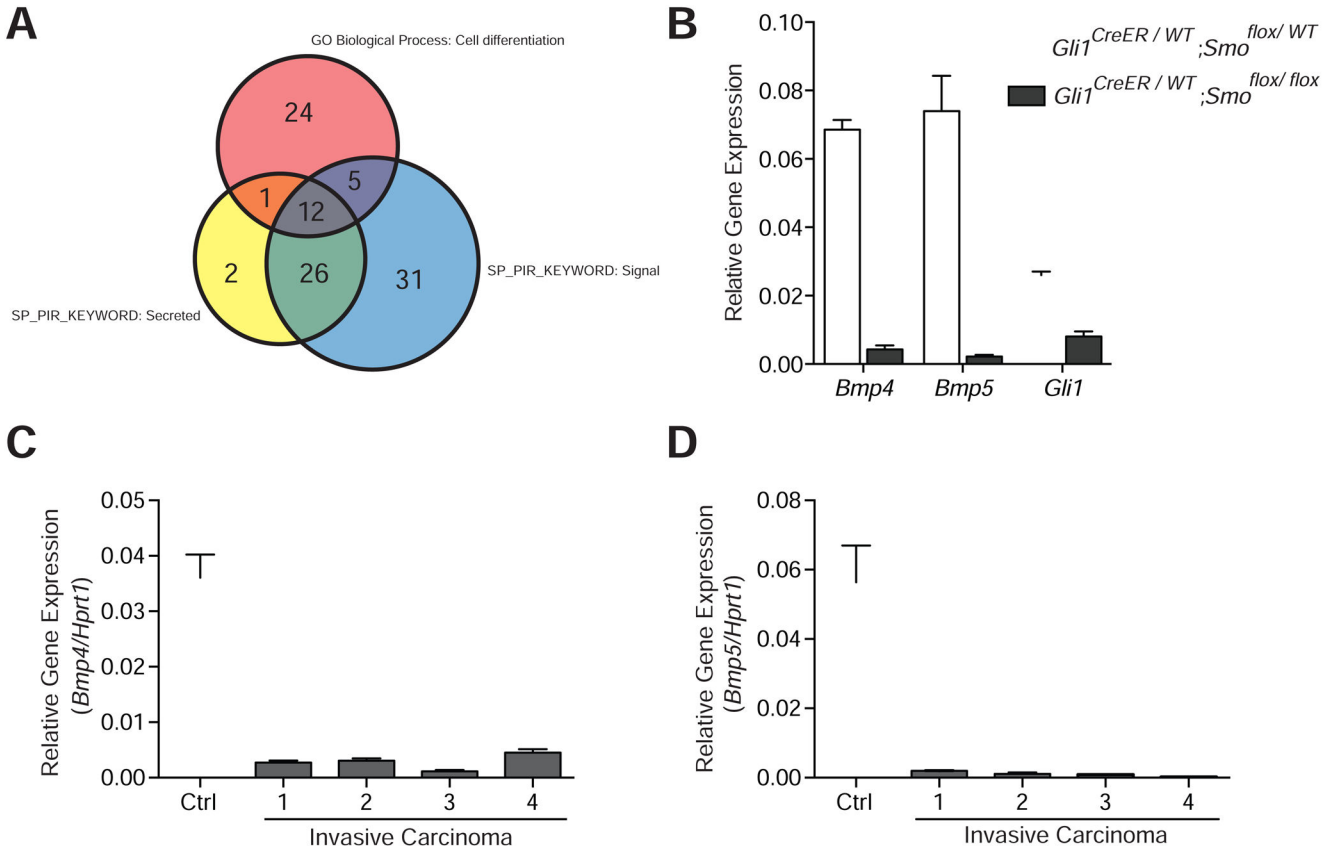 A
GO Biological Process: Cell differentiation
24
1
5
12
2
26
31
SP_PIR_KEYWORD: Signal
SP_PIR_KEYWORD: Secreted
B
Relative Gene Expression
0.10
0.08
0.06
0.04
0.02
0.00
Bmp4
Bmp5
Gli1
Gli1CreER / WT ;Smoflox/ WT
Gli1CreER / WT ;Smoflox/ flox
C
Relative Gene Expression
(Bmp4/Hprt1)
0.05
0.04
0.03
0.02
0.01
0.00
Ctrl
1
2
3
4
Invasive Carcinoma
D
Relative Gene Expression
(Bmp5/Hprt1)
0.08
0.06
0.04
0.02
0.00
Ctrl
1
2
3
4
Invasive Carcinoma